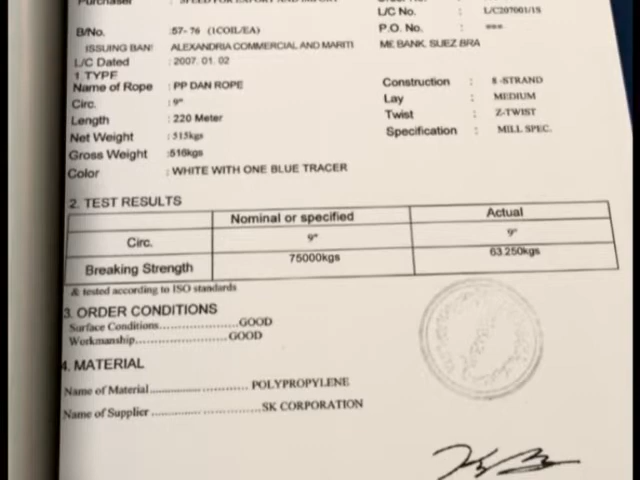 Purchaser
L/C No. : L/C207001/1S
B/No. :57- 76 (1COIL/EA) P.O. No. :
ISSUING BAN: ALEXANDRIA COMMERCIAL AND MARITI ME BANK. SUEZ BRA
L/C Dated : 2007. 01. 02
1.TYPE
Name of Rope : PP DAN ROPE Construction : 8 -STRAND
Circ. : 9" Lay : MEDIUM
Length : 220 Meter Twist : Z-TWIST
Net Weight : 515kgs Specification : MILL SPEC.
Gross Weight :516kgs
Color : WHITE WITH ONE BLUE TRACER
2. TEST RESULTS
Nominal or specified Actual
Circ. 9" 9"
Breaking Strength 75000kgs 63.250kgs
& tested according to ISO standards
3. ORDER CONDITIONS
Surface Conditions........................GOOD
Workmanship............................GOOD
4. MATERIAL
Name of Material........................... POLYPROPYLENE
Name of Supplier ............................SK CORPORATION